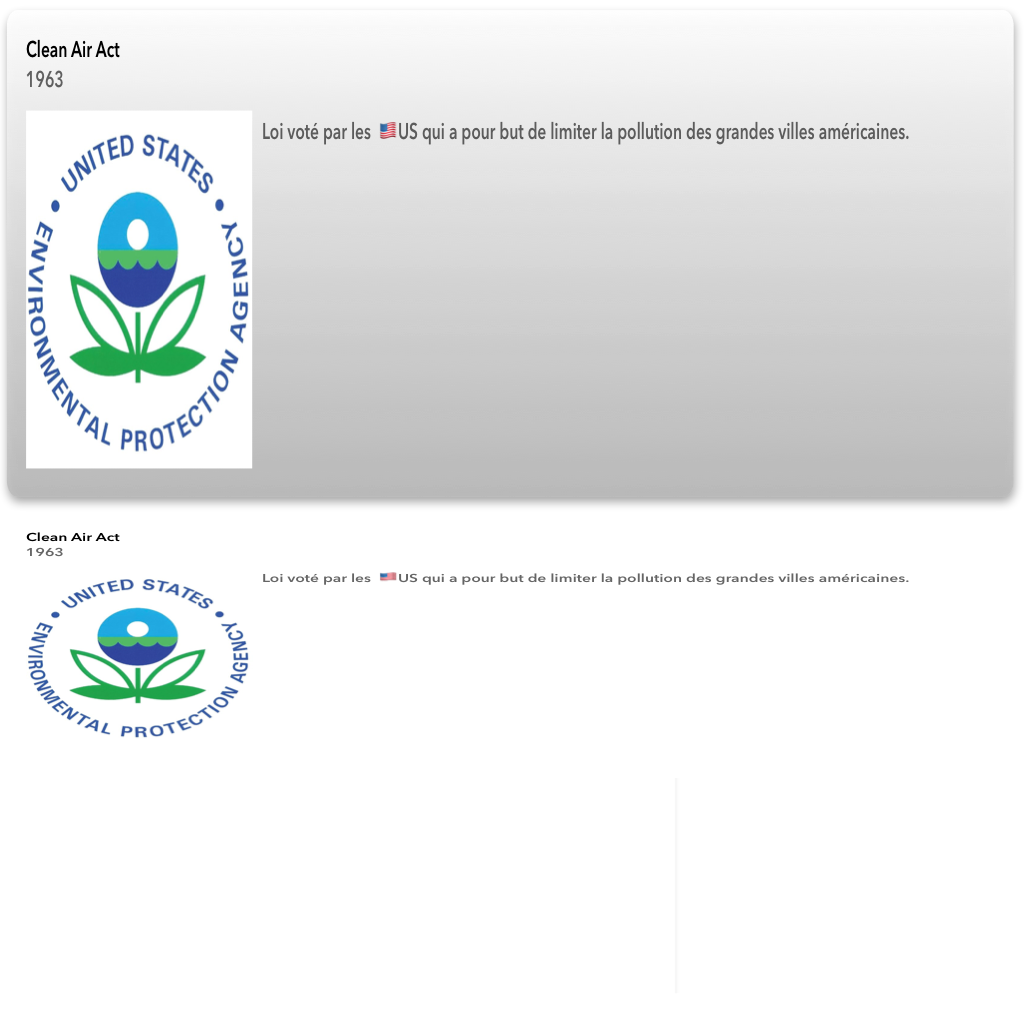 Clean Air Act
1963
Loi voté par les 🇺🇸US qui a pour but de limiter la pollution des grandes villes américaines.
UNITED STATES • ENVIRONMENTAL PROTECTION AGENCY •
Clean Air Act
1963
Loi voté par les 🇺🇸US qui a pour but de limiter la pollution des grandes villes américaines.
UNITED STATES • ENVIRONMENTAL PROTECTION AGENCY •